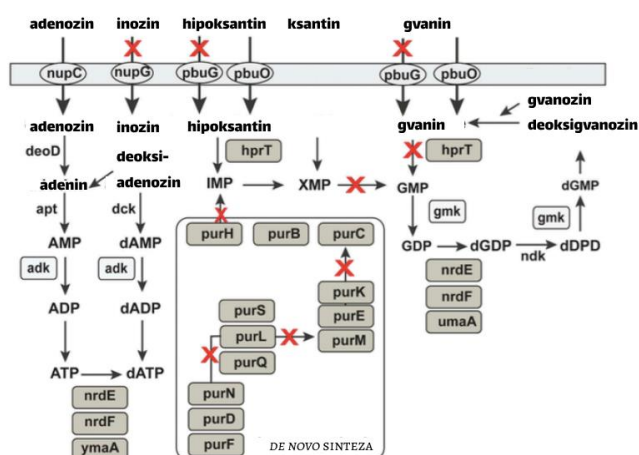 adenozin inozin hipoksantin ksantin gvanin
nupC nupG pbuG pbuO pbuG pbuO
gvanozin
adenozin inozin hipoksantin gvanin deoksigvanozin
deoD deoksi- hprT hprT
adenin adenozin IMP XMP GMP dGMP
apt dck gmk gmk
purH purB purC
AMP dAMP GDP dGDP dDPD
ndk
adk adk nrdE
purK
nrdF
ADP dADP purS purE
umaA
purL purM
purQ
ATP dATP
nrdE purN
nrdF purD
ymaA purF DE NOVO SINTEZA